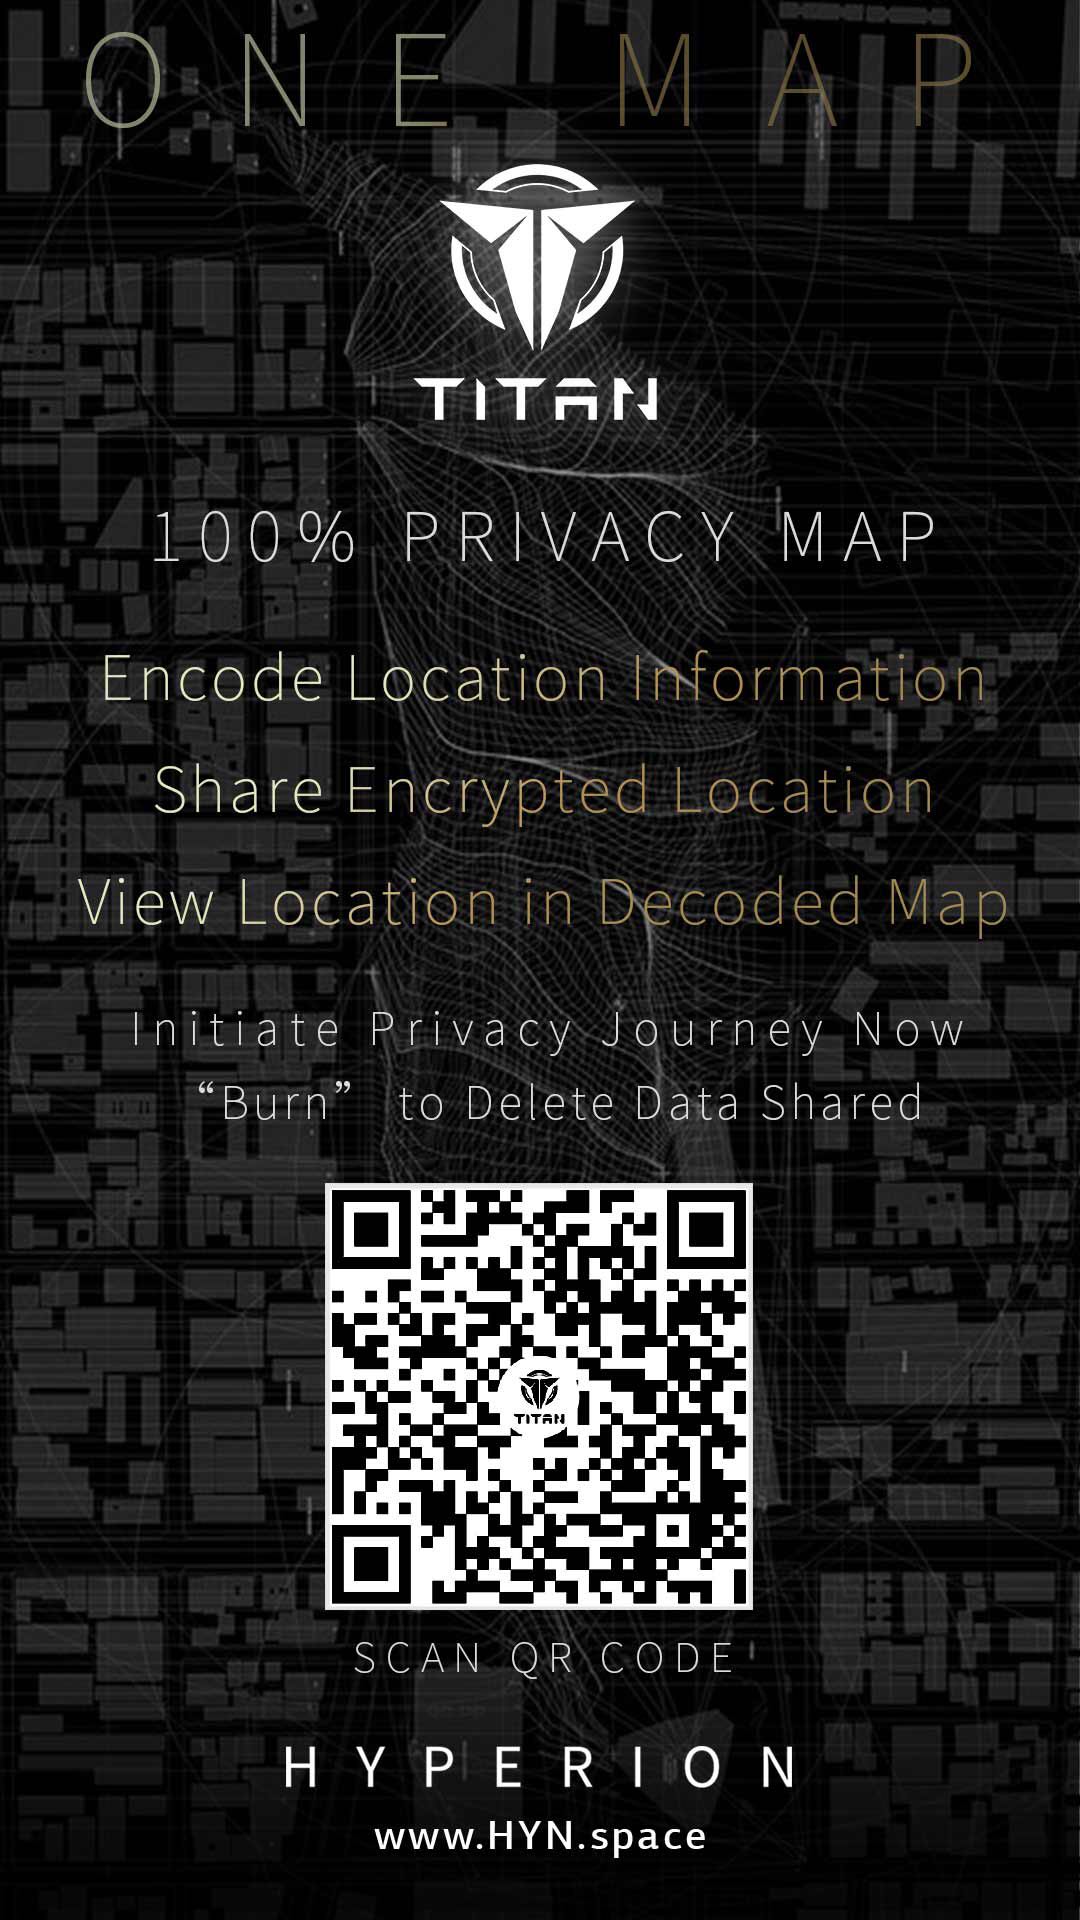 ONE MAP
TITAN
100% PRIVACY MAP
Encode Location Information
Share Encrypted Location
View Location in Decoded Map
Initiate Privacy Journey Now
“Burn” to Delete Data Shared
TITAN
SCAN QR CODE
HYPERION
www.HYN.space